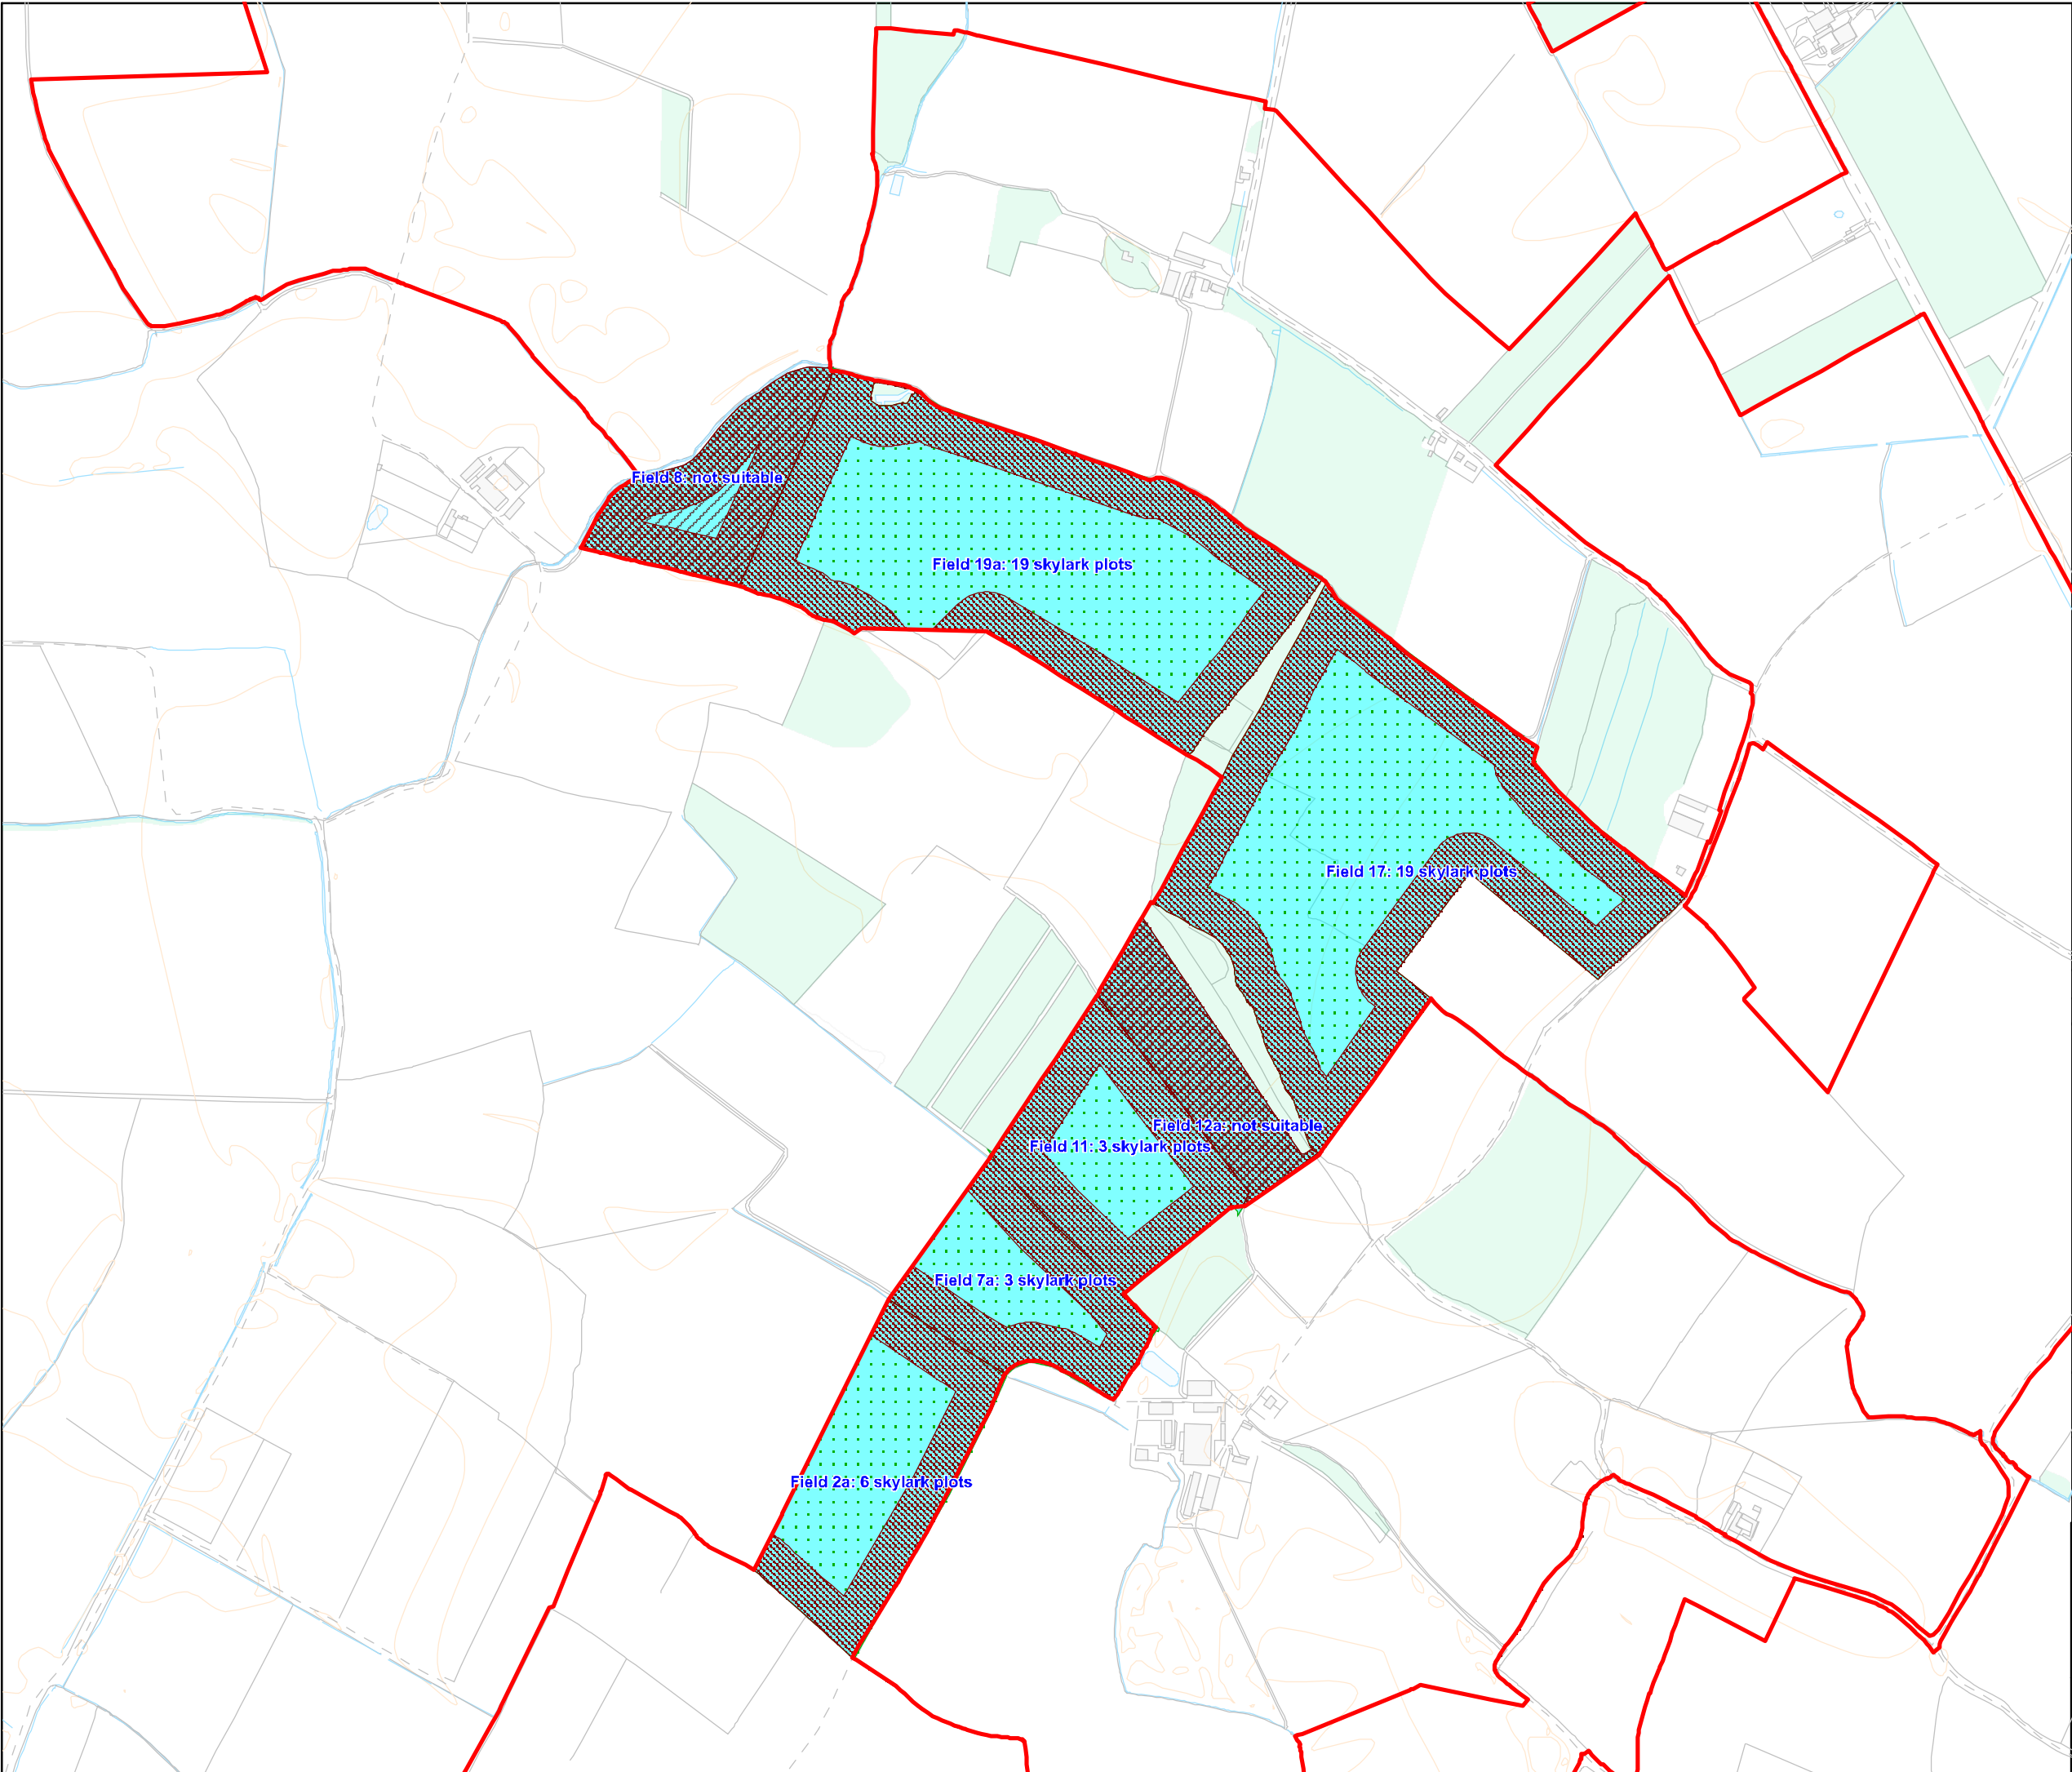 Field 8: not suitable
Field 19a: 19 skylark plots
Field 17: 19 skylark plots
Field 12a: not suitable
Field 11: 3 skylark plots
Field 7a: 3 skylark plots
Field 2a: 6 skylark plots